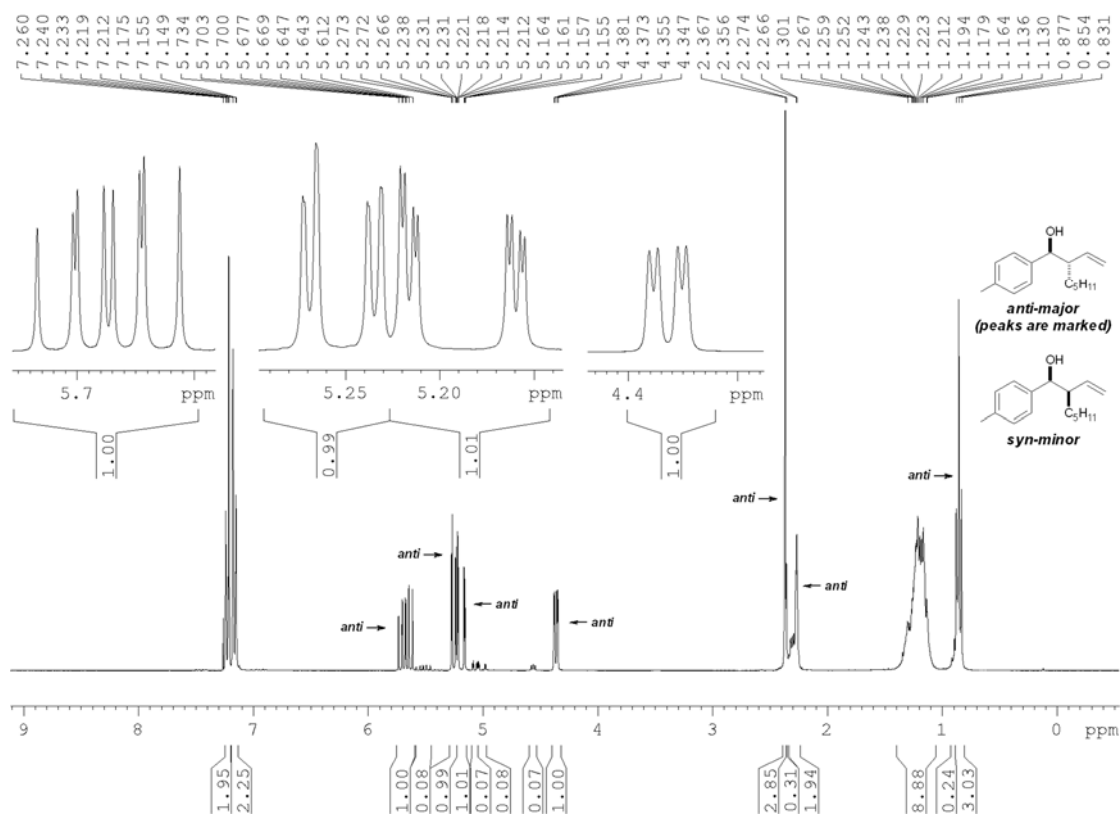 7.260 7.240 7.233 7.219 7.212 7.175 7.155 7.149 5.734 5.703 5.700 5.677 5.669 5.647 5.643 5.612 5.273 5.272 5.266 5.238 5.231 5.231 5.221 5.218 5.214 5.212 5.164 5.161 5.157 5.155 4.381 4.373 4.355 4.347 2.367 2.356 2.274 2.266 1.301 1.267 1.259 1.252 1.243 1.238 1.229 1.223 1.212 1.194 1.179 1.164 1.136 1.130 0.877 0.854 0.831
5.7 ppm
5.25 5.20 ppm
4.4 ppm
1.00
0.99 1.01
1.00
OH
C5H11
anti-major
(peaks are marked)
OH
C5H11
syn-minor
anti
anti
anti
anti
anti
anti
anti
9 8 7 6 5 4 3 2 1 0 ppm
1.95 2.25 1.00 0.08 0.99 1.01 0.07 0.08 0.07 1.00 2.85 0.31 1.94 8.88 0.24 3.03